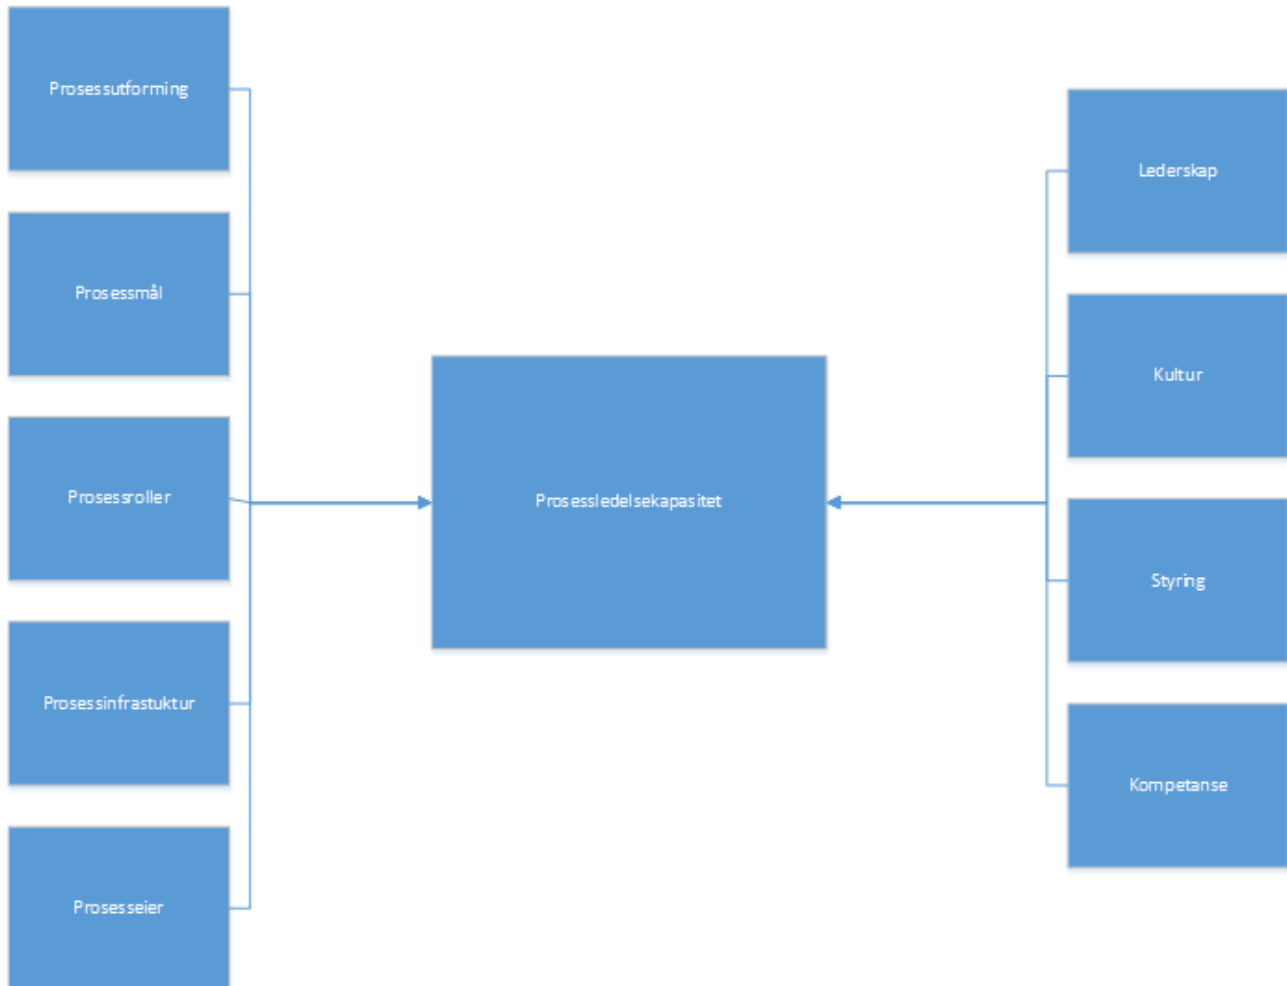 Prosessutforming
Prosessmål
Prosessroller
Prosessinfrastuktur
Prosesseier
Prosessledelsekapasitet
Lederskap
Kultur
Styring
Kompetanse